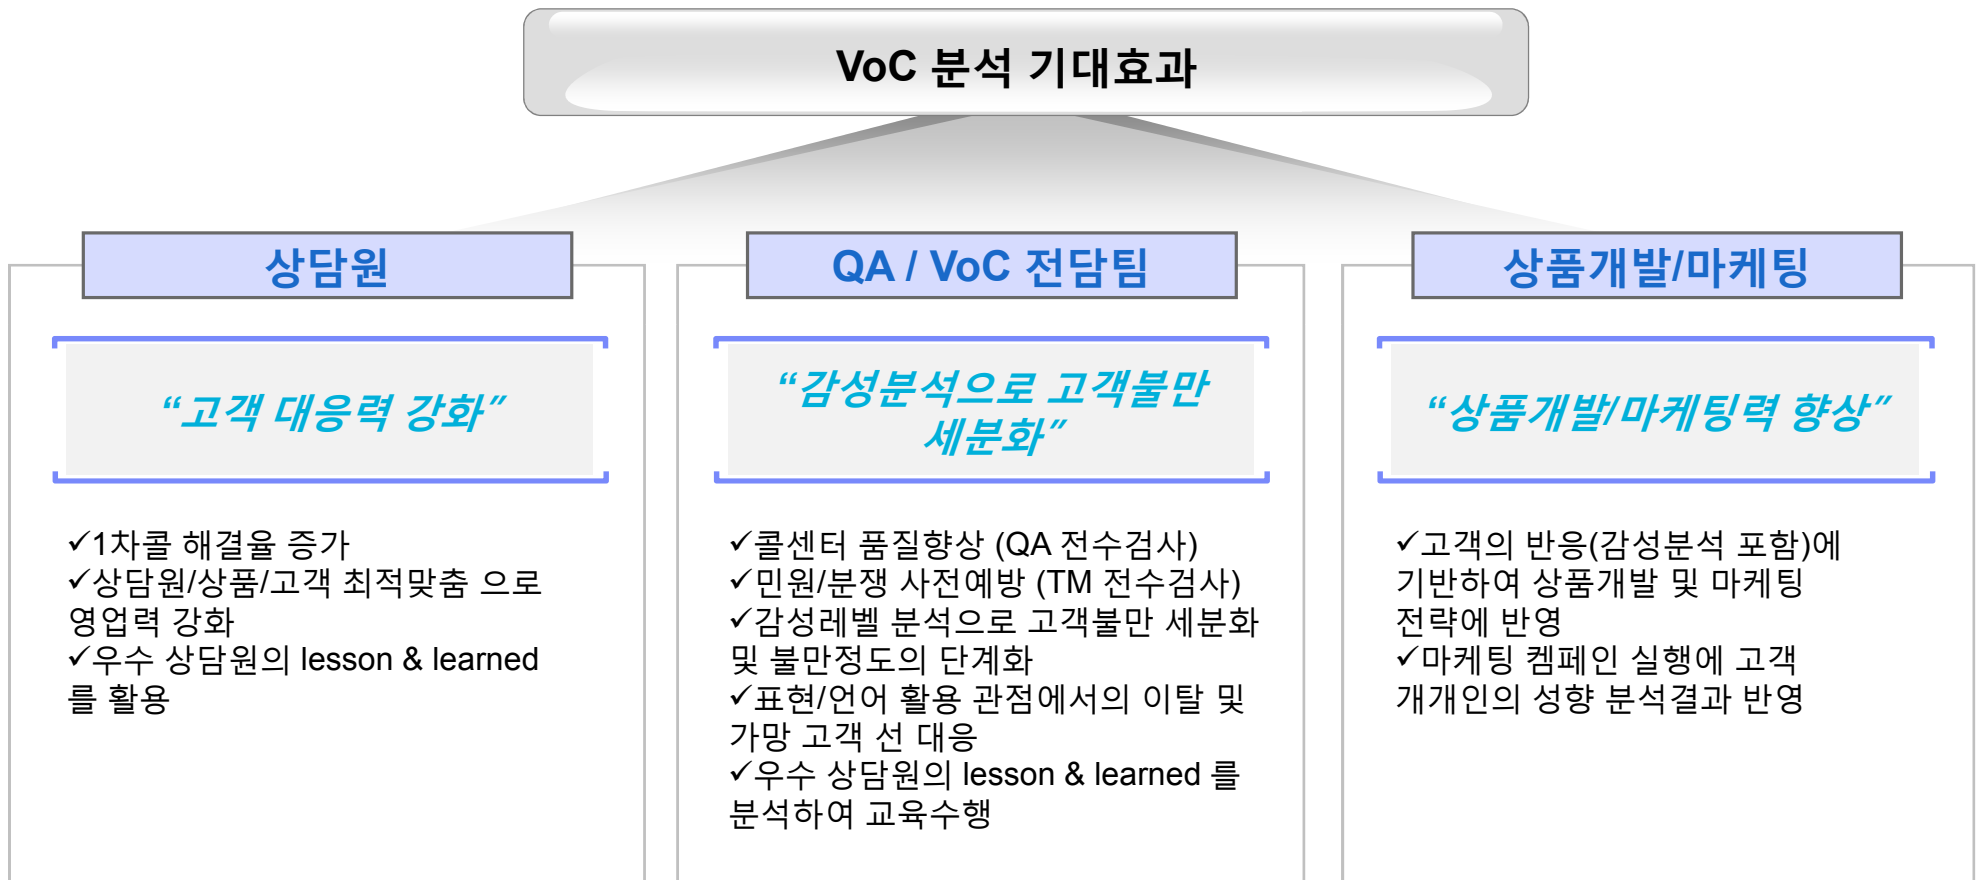 VoC 분석 기대효과
상담원
“고객 대응력 강화”
✓1차콜 해결율 증가
✓상담원/상품/고객 최적맞춤 으로
영업력 강화
✓우수 상담원의 lesson & learned
를 활용
QA / VoC 전담팀
“감성분석으로 고객불만
세분화”
✓콜센터 품질향상 (QA 전수검사)
✓민원/분쟁 사전예방 (TM 전수검사)
✓감성레벨 분석으로 고객불만 세분화
및 불만정도의 단계화
✓표현/언어 활용 관점에서의 이탈 및
가망 고객 선 대응
✓우수 상담원의 lesson & learned 를
분석하여 교육수행
상품개발/마케팅
“상품개발/마케팅력 향상”
✓고객의 반응(감성분석 포함)에
기반하여 상품개발 및 마케팅
전략에 반영
✓마케팅 켐페인 실행에 고객
개개인의 성향 분석결과 반영